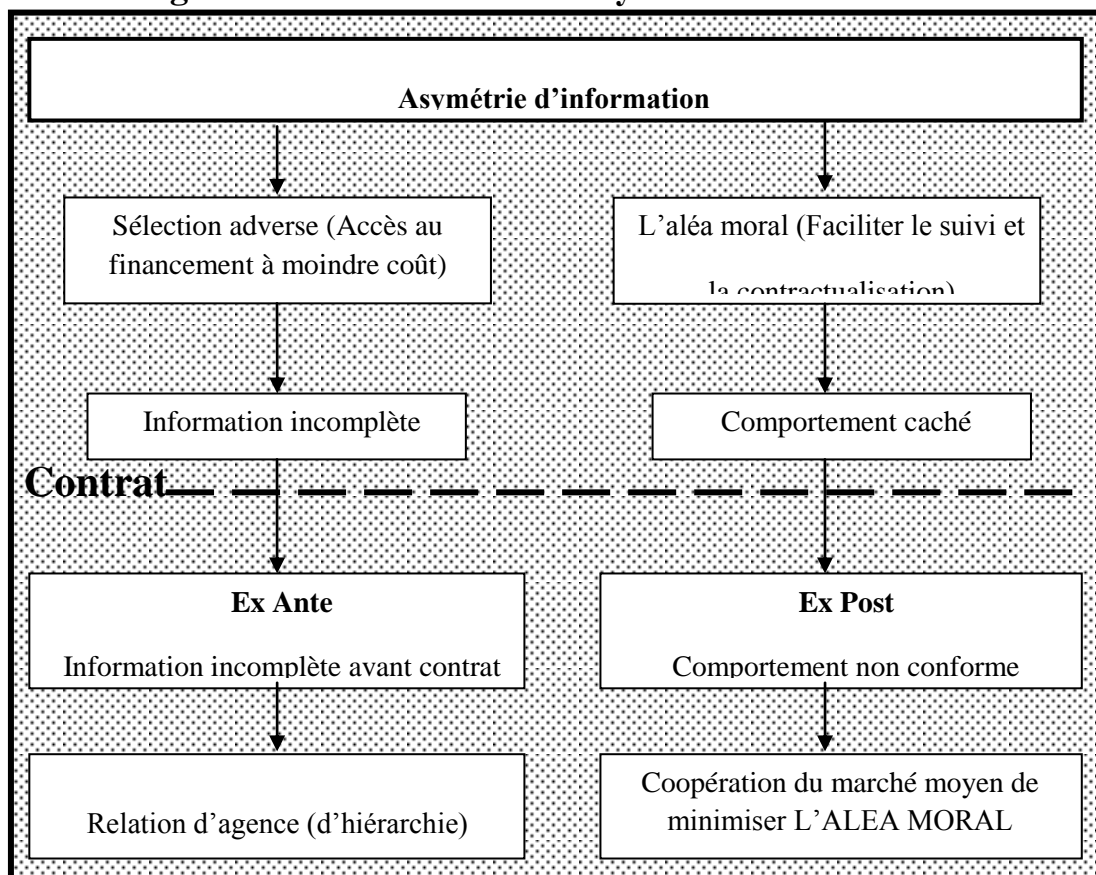 Asymétrie d'information
Sélection adverse (Accès au
financement à moindre coût)
L'aléa moral (Faciliter le suivi et
la contractualisation)
Information incomplète
Comportement caché
Contrat
Ex Ante
Information incomplète avant contrat
Ex Post
Comportement non conforme
Relation d'agence (d'hiérarchie)
Coopération du marché moyen de
minimiser L'ALEA MORAL